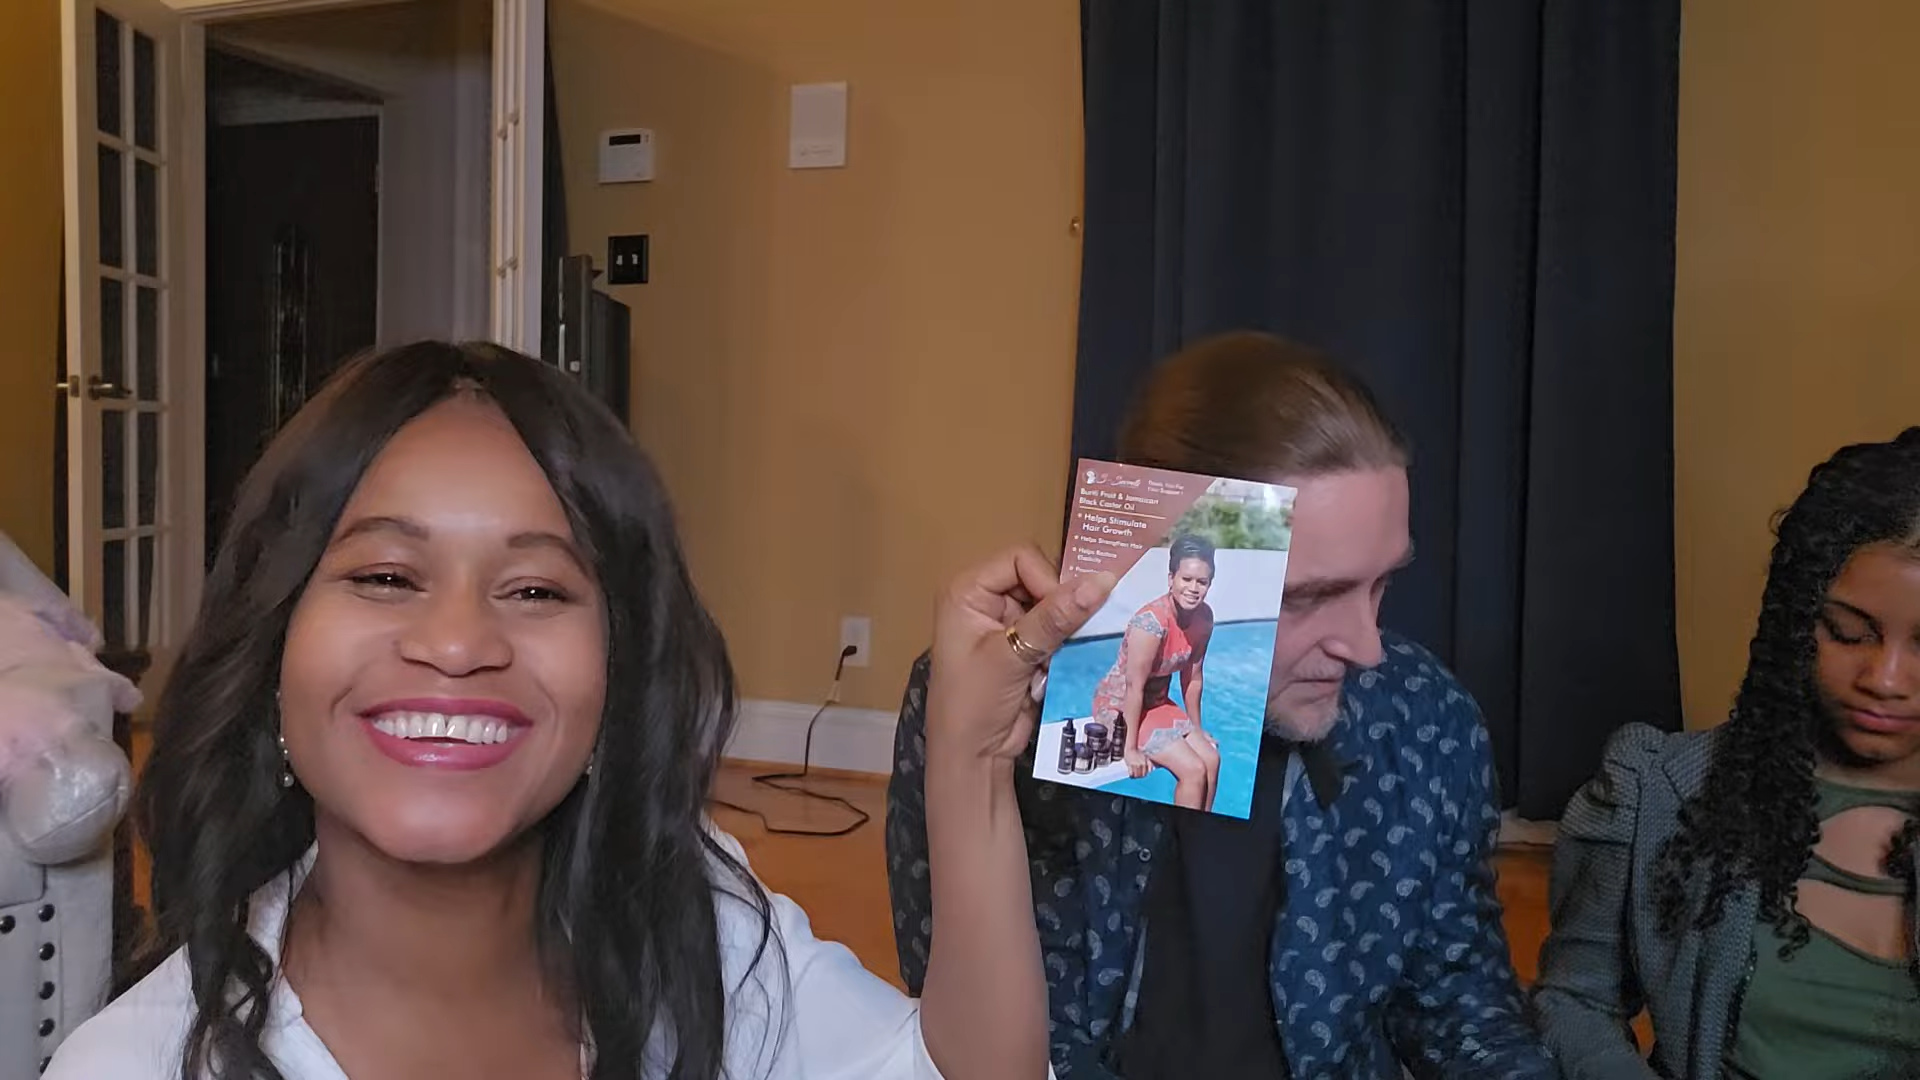 Thank You For
Your Support!
Buriti Fruit & Jamaican
Black Castor Oil
Helps Stimulate
Hair Growth
Helps Strengthen Hair
Helps Restore
Elasticity